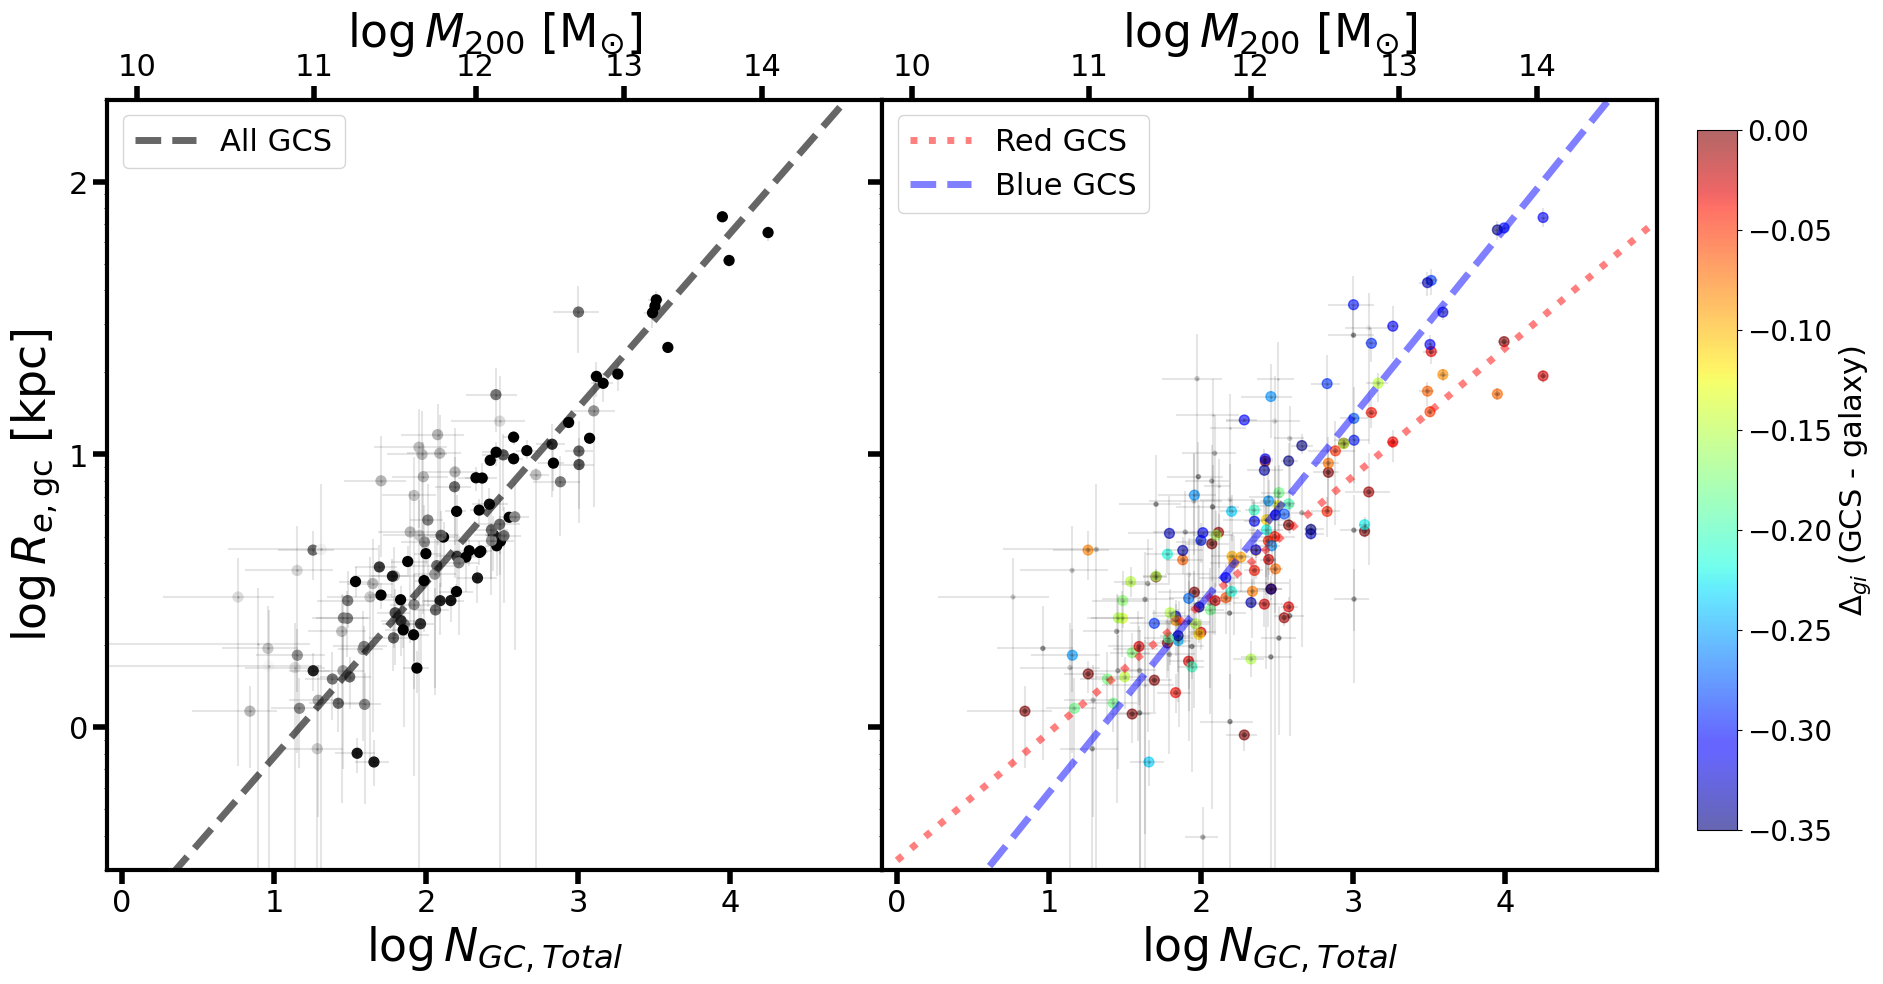 log M200 [M⊙]
log M200 [M⊙]
10 11 12 13 14
10 11 12 13 14
All GCS
Red GCS
Blue GCS
2
1
0
log Re,gc [kpc]
0 1 2 3 4
0 1 2 3 4
log NGC,Total
log NGC,Total
0.00
−0.05
−0.10
−0.15
−0.20
−0.25
−0.30
−0.35
Δgi (GCS - galaxy)